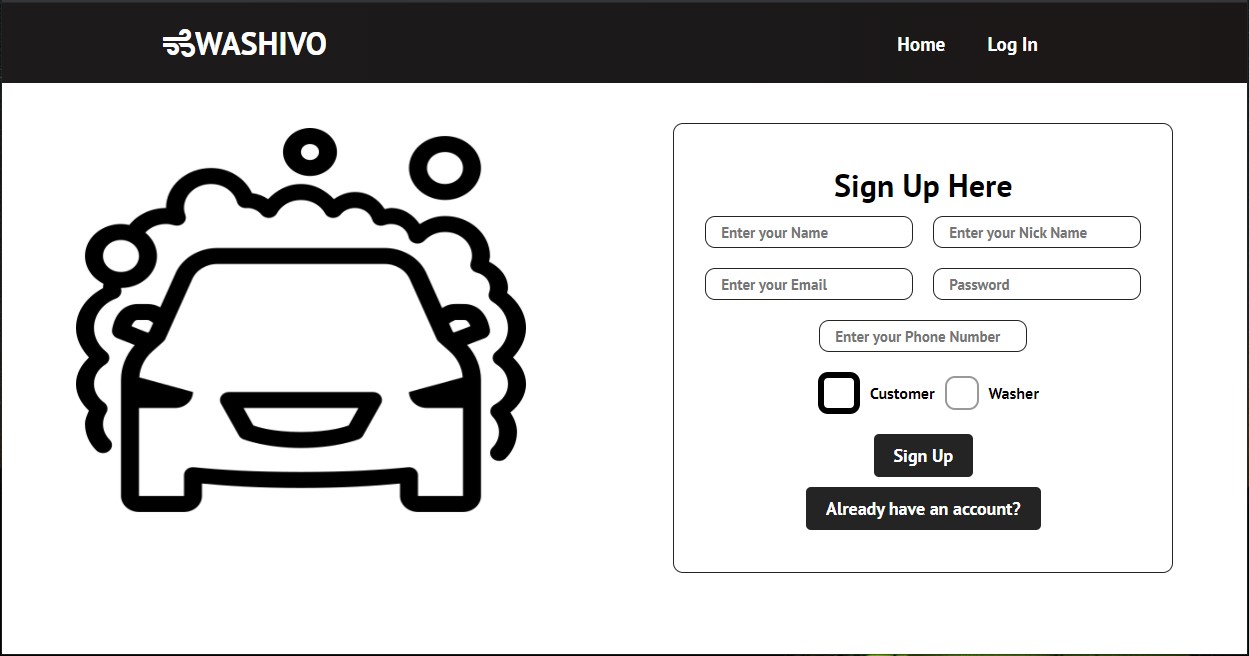 WASHIVO
Home Log In
Sign Up Here
Enter your Name Enter your Nick Name
Enter your Email Password
Enter your Phone Number
Customer Washer
Sign Up
Already have an account?